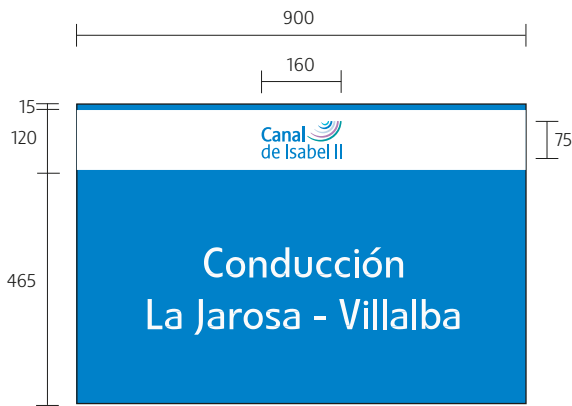 900
160
15
120
Canal
de Isabel II
75
465
Conducción
La Jarosa - Villalba